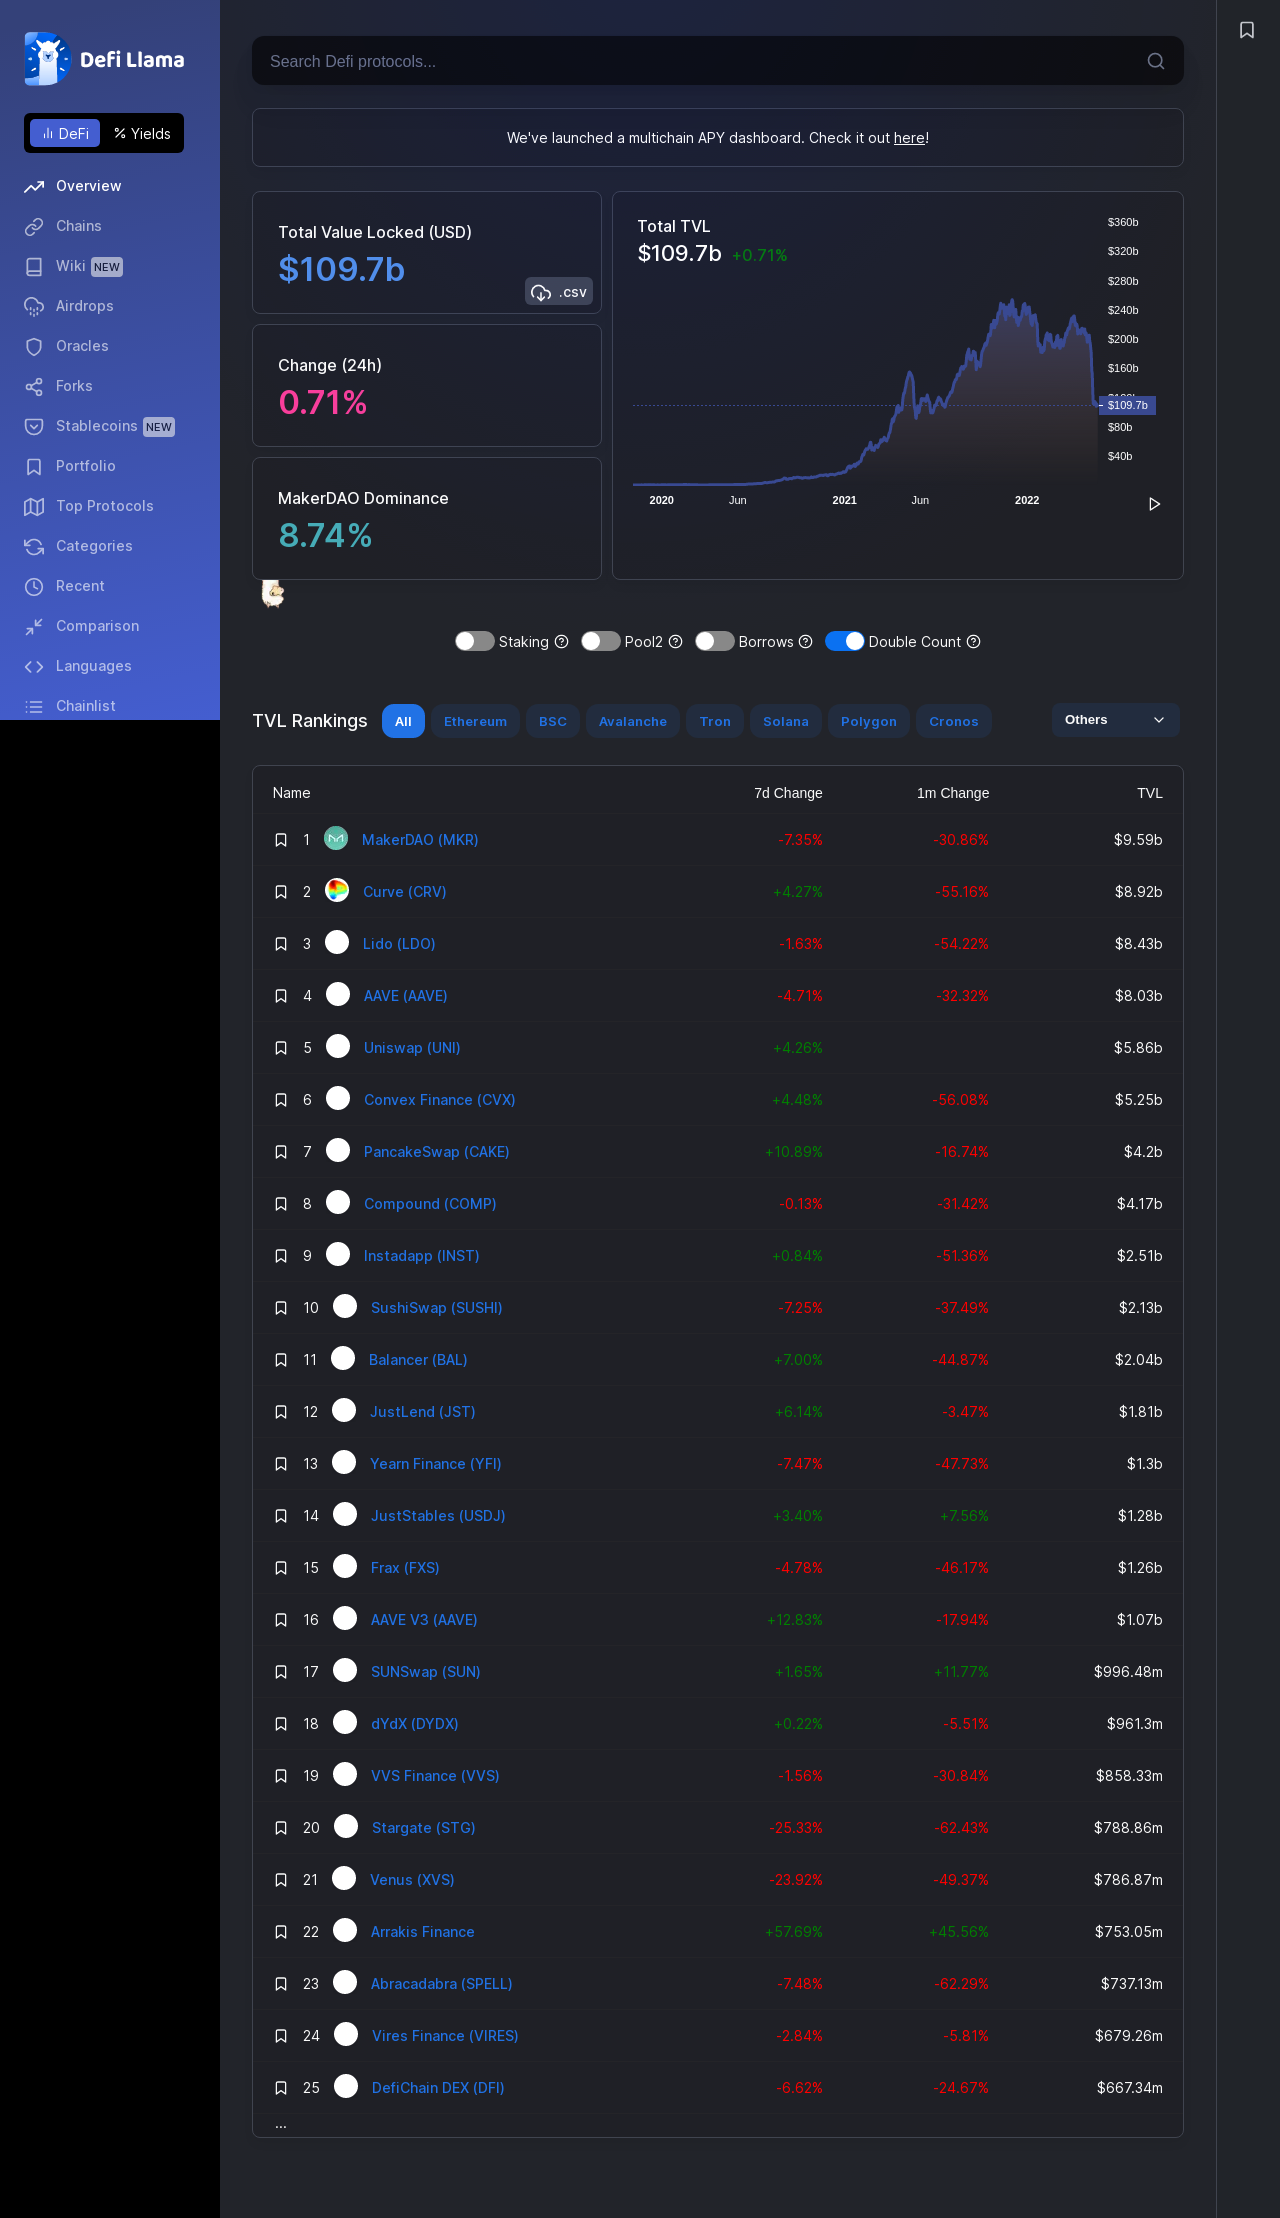 Defi Llama
DeFi
Yields
Overview
Chains
Wiki NEW
Airdrops
Oracles
Forks
Stablecoins NEW
Portfolio
Top Protocols
Categories
Recent
Comparison
Languages
Chainlist
Search Defi protocols...
We've launched a multichain APY dashboard. Check it out here!
Total Value Locked (USD)
$109.7b
.csv
Change (24h)
0.71%
MakerDAO Dominance
8.74%
Total TVL
$109.7b +0.71%
$360b
$320b
$280b
$240b
$200b
$160b
$109.7b
$80b
$40b
2020 Jun 2021 Jun 2022
Staking Pool2 Borrows Double Count
TVL Rankings All Ethereum BSC Avalanche Tron Solana Polygon Cronos Others
Name 7d Change 1m Change TVL
1 MakerDAO (MKR) -7.35% -30.86% $9.59b
2 Curve (CRV) +4.27% -55.16% $8.92b
3 Lido (LDO) -1.63% -54.22% $8.43b
4 AAVE (AAVE) -4.71% -32.32% $8.03b
5 Uniswap (UNI) +4.26% $5.86b
6 Convex Finance (CVX) +4.48% -56.08% $5.25b
7 PancakeSwap (CAKE) +10.89% -16.74% $4.2b
8 Compound (COMP) -0.13% -31.42% $4.17b
9 Instadapp (INST) +0.84% -51.36% $2.51b
10 SushiSwap (SUSHI) -7.25% -37.49% $2.13b
11 Balancer (BAL) +7.00% -44.87% $2.04b
12 JustLend (JST) +6.14% -3.47% $1.81b
13 Yearn Finance (YFI) -7.47% -47.73% $1.3b
14 JustStables (USDJ) +3.40% +7.56% $1.28b
15 Frax (FXS) -4.78% -46.17% $1.26b
16 AAVE V3 (AAVE) +12.83% -17.94% $1.07b
17 SUNSwap (SUN) +1.65% +11.77% $996.48m
18 dYdX (DYDX) +0.22% -5.51% $961.3m
19 VVS Finance (VVS) -1.56% -30.84% $858.33m
20 Stargate (STG) -25.33% -62.43% $788.86m
21 Venus (XVS) -23.92% -49.37% $786.87m
22 Arrakis Finance +57.69% +45.56% $753.05m
23 Abracadabra (SPELL) -7.48% -62.29% $737.13m
24 Vires Finance (VIRES) -2.84% -5.81% $679.26m
25 DefiChain DEX (DFI) -6.62% -24.67% $667.34m
...